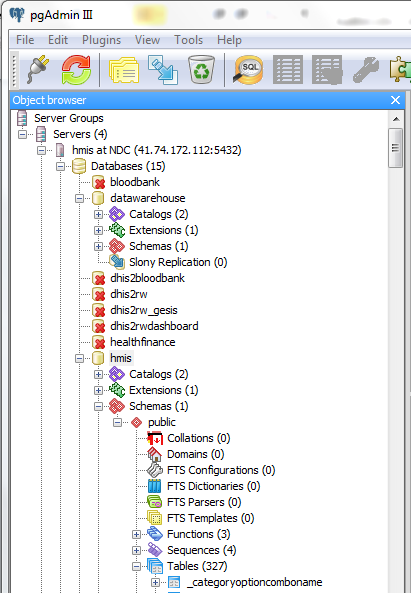 pgAdmin III
File Edit Plugins View Tools Help
SQL
Object browser
Server Groups
Servers (4)
hmis at NDC (41.74.172.112:5432)
Databases (15)
bloodbank
datawarehouse
Catalogs (2)
Extensions (1)
Schemas (1)
Slony Replication (0)
dhis2bloodbank
dhis2rw
dhis2rw_gesis
dhis2rwdashboard
healthfinance
hmis
Catalogs (2)
Extensions (1)
Schemas (1)
public
Collations (0)
Domains (0)
FTS Configurations (0)
FTS Dictionaries (0)
FTS Parsers (0)
FTS Templates (0)
Functions (3)
Sequences (4)
Tables (327)
_categoryoptioncomboname